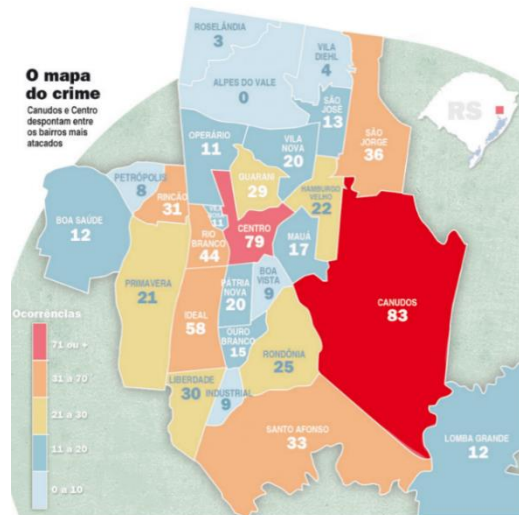 ROSELÂNDIA
3
VILA
DIEHL
4
O mapa
do crime
Canudos e Centro
despontam entre
os bairros mais
atacados
RS
ALPES DO VALE
0
SÃO
JOSÉ
13
OPERÁRIO
11
VILA
NOVA
20
SÃO
JORGE
36
PETRÓPOLIS
8
RINCÃO
31
GUARANI
29
HAMBURGO
VELHO
22
BOA SAÚDE
12
11
RIO
BRANCO
44
CENTRO
79
MAUÁ
17
PRIMAVERA
21
PÁTRIA
NOVA
20
BOA
VISTA
9
CANUDOS
83
IDEAL
58
OURO
BRANCO
15
RONDÔNIA
25
Ocorrências
71 ou +
31 a 70
21 a 30
11 a 20
0 a 10
LIBERDADE
30
INDUSTRIAL
9
SANTO AFONSO
33
LOMBA GRANDE
12